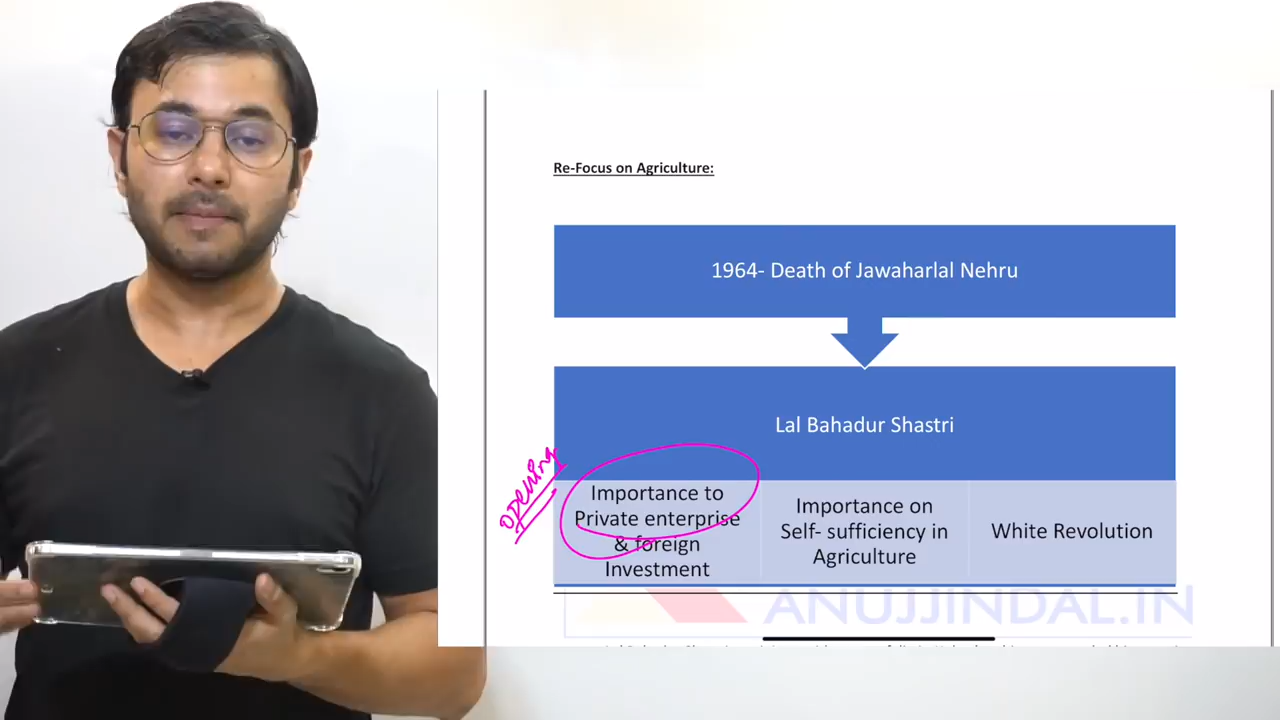 Re-Focus on Agriculture:
1964- Death of Jawaharlal Nehru
Lal Bahadur Shastri
opening
Importance to
Private enterprise
& foreign
Investment
Importance on
Self- sufficiency in
Agriculture
White Revolution
ANUJJINDAL.IN